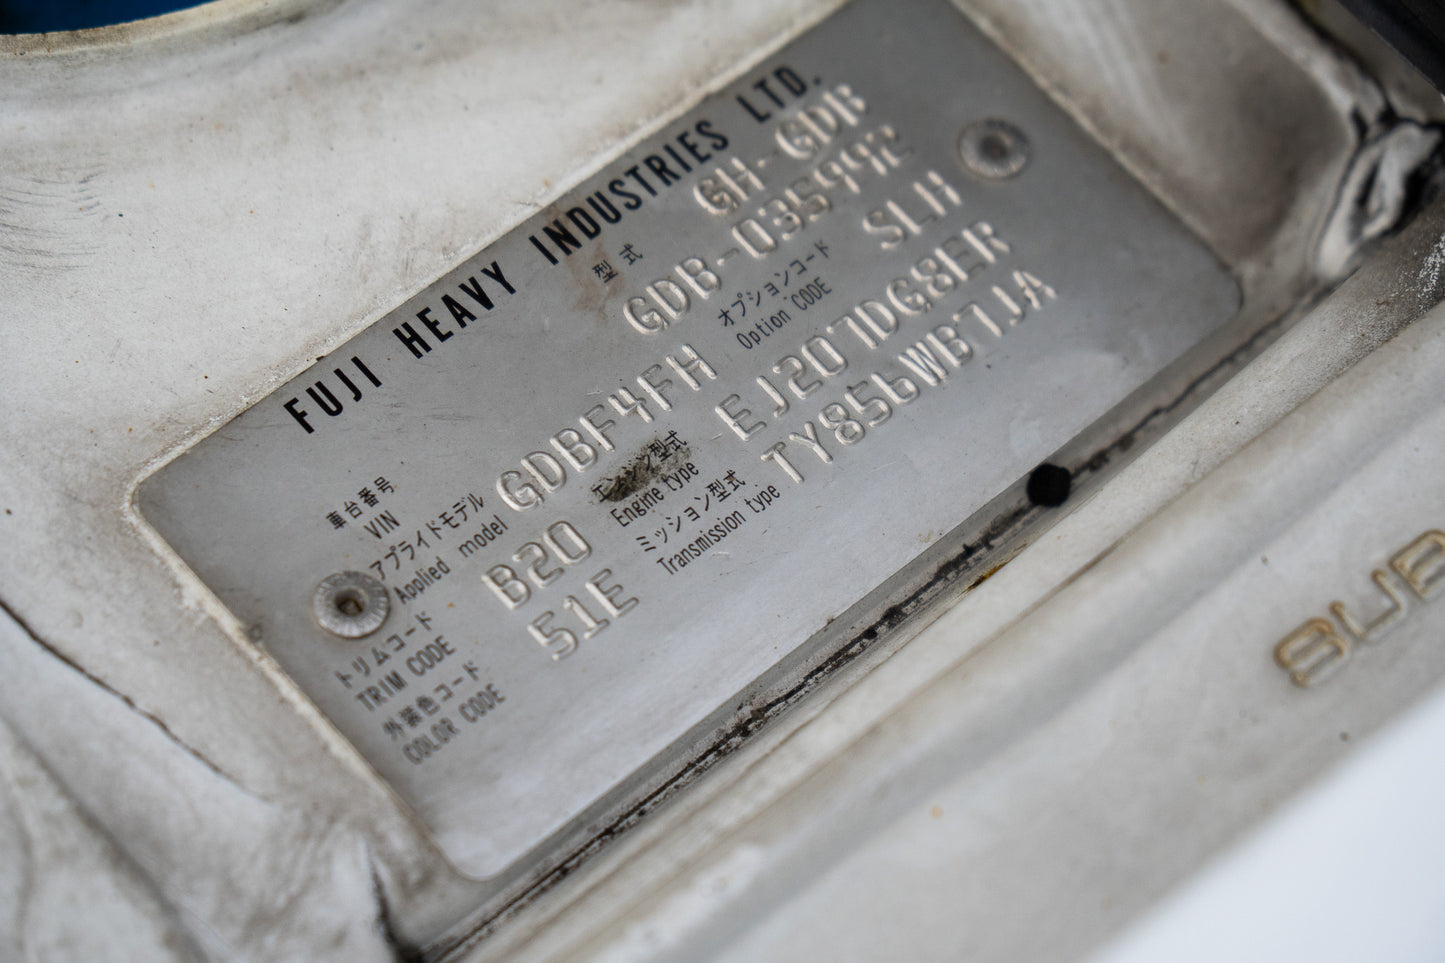 FUJI HEAVY INDUSTRIES LTD.
型式 GH-GDB
車台番号
VIN GDB-035992
アプライドモデル
Applied model GDBF4FH
オプションコード
Option CODE SLH
トリムコード
TRIM CODE B20
エンジン型式
Engine type EJ207DG8ER
外装色コード
COLOR CODE 51E
ミッション型式
Transmission type TY856WB7JA
SUB